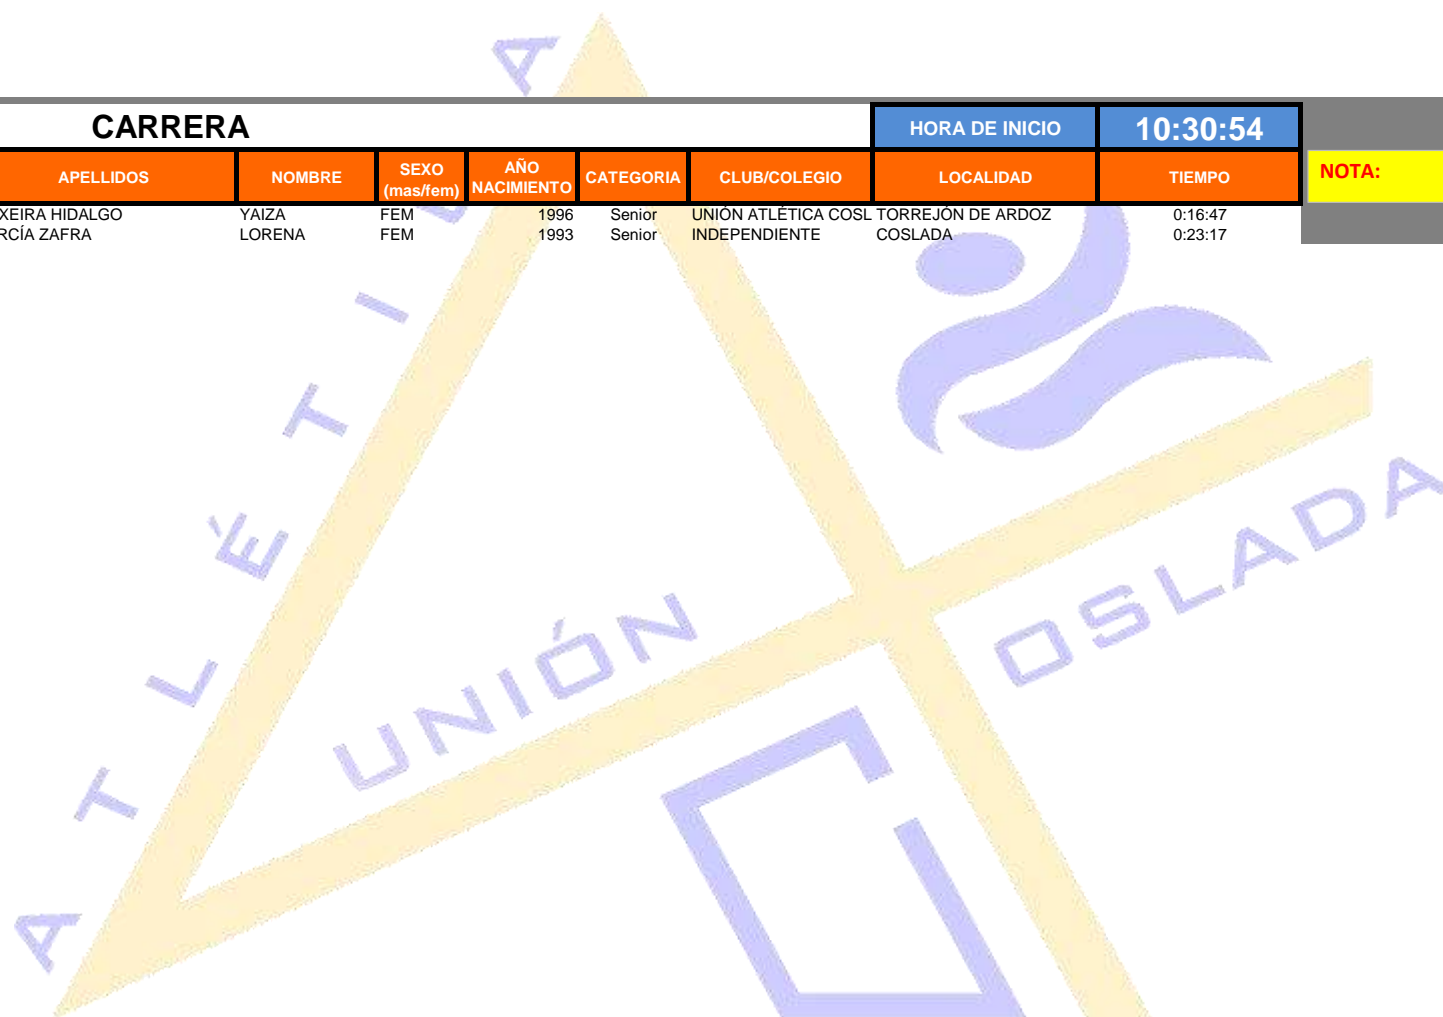 CARRERA HORA DE INICIO 10:30:54
APELLIDOS NOMBRE SEXO (mas/fem) AÑO NACIMIENTO CATEGORIA CLUB/COLEGIO LOCALIDAD TIEMPO NOTA:
XEIRA HIDALGO YAIZA FEM 1996 Senior UNIÓN ATLÉTICA COSL TORREJÓN DE ARDOZ 0:16:47
RCÍA ZAFRA LORENA FEM 1993 Senior INDEPENDIENTE COSLADA 0:23:17
UNIÓN
OSLADA